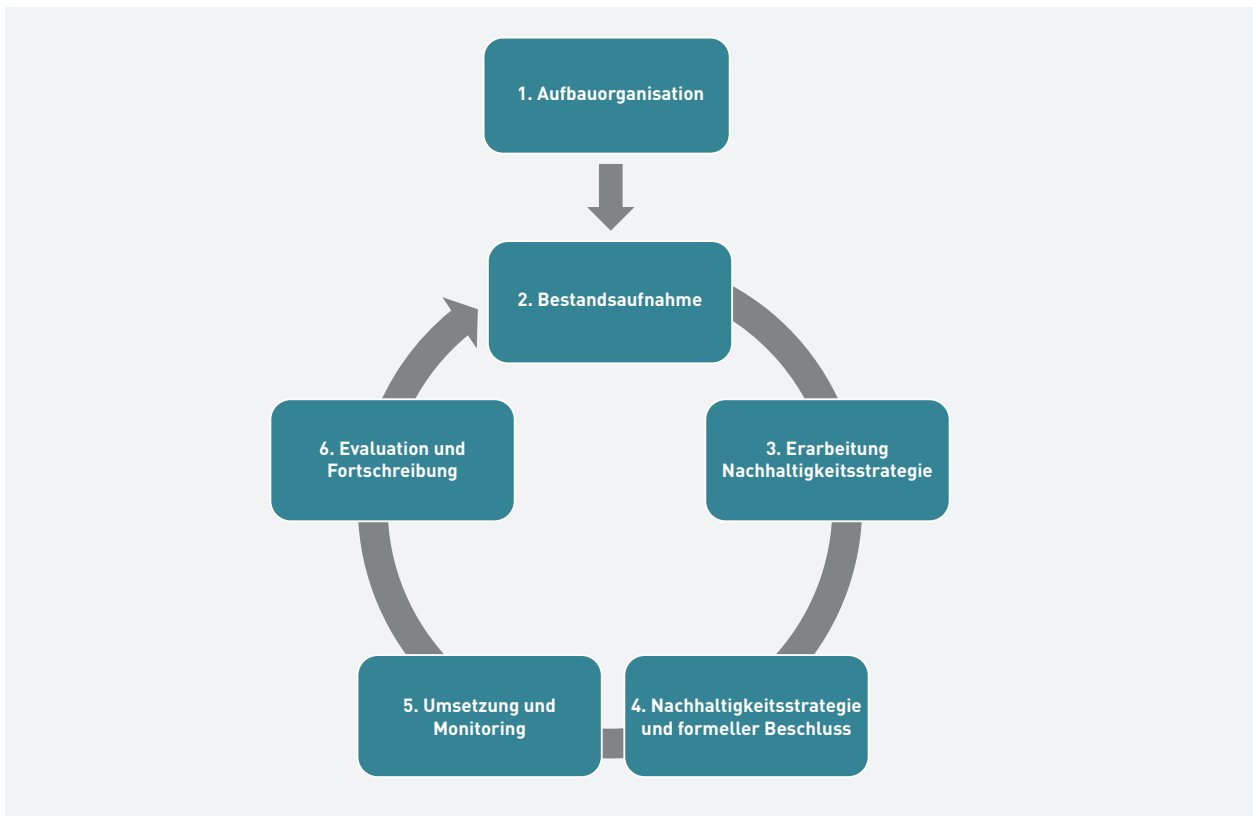 1. Aufbauorganisation
2. Bestandsaufnahme
3. Erarbeitung
Nachhaltigkeitsstrategie
4. Nachhaltigkeitsstrategie
und formeller Beschluss
5. Umsetzung und
Monitoring
6. Evaluation und
Fortschreibung